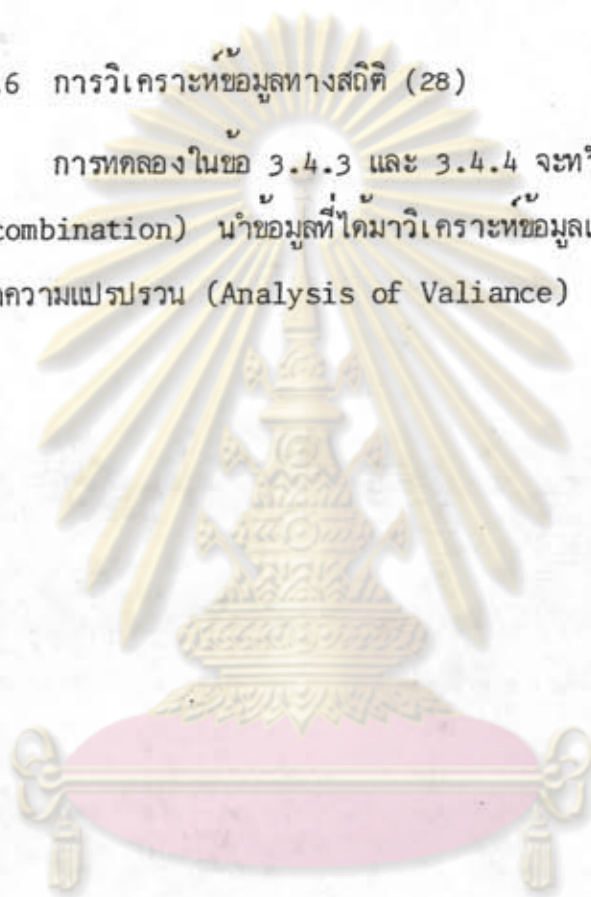 .6 การวิเคราะห์ข้อมูลทางสถิติ (28)
การทดลองในข้อ 3.4.3 และ 3.4.4 จะทำ
combination) นำข้อมูลที่ได้มาวิเคราะห์ข้อมูล
ความแปรปรวน (Analysis of Valiance)